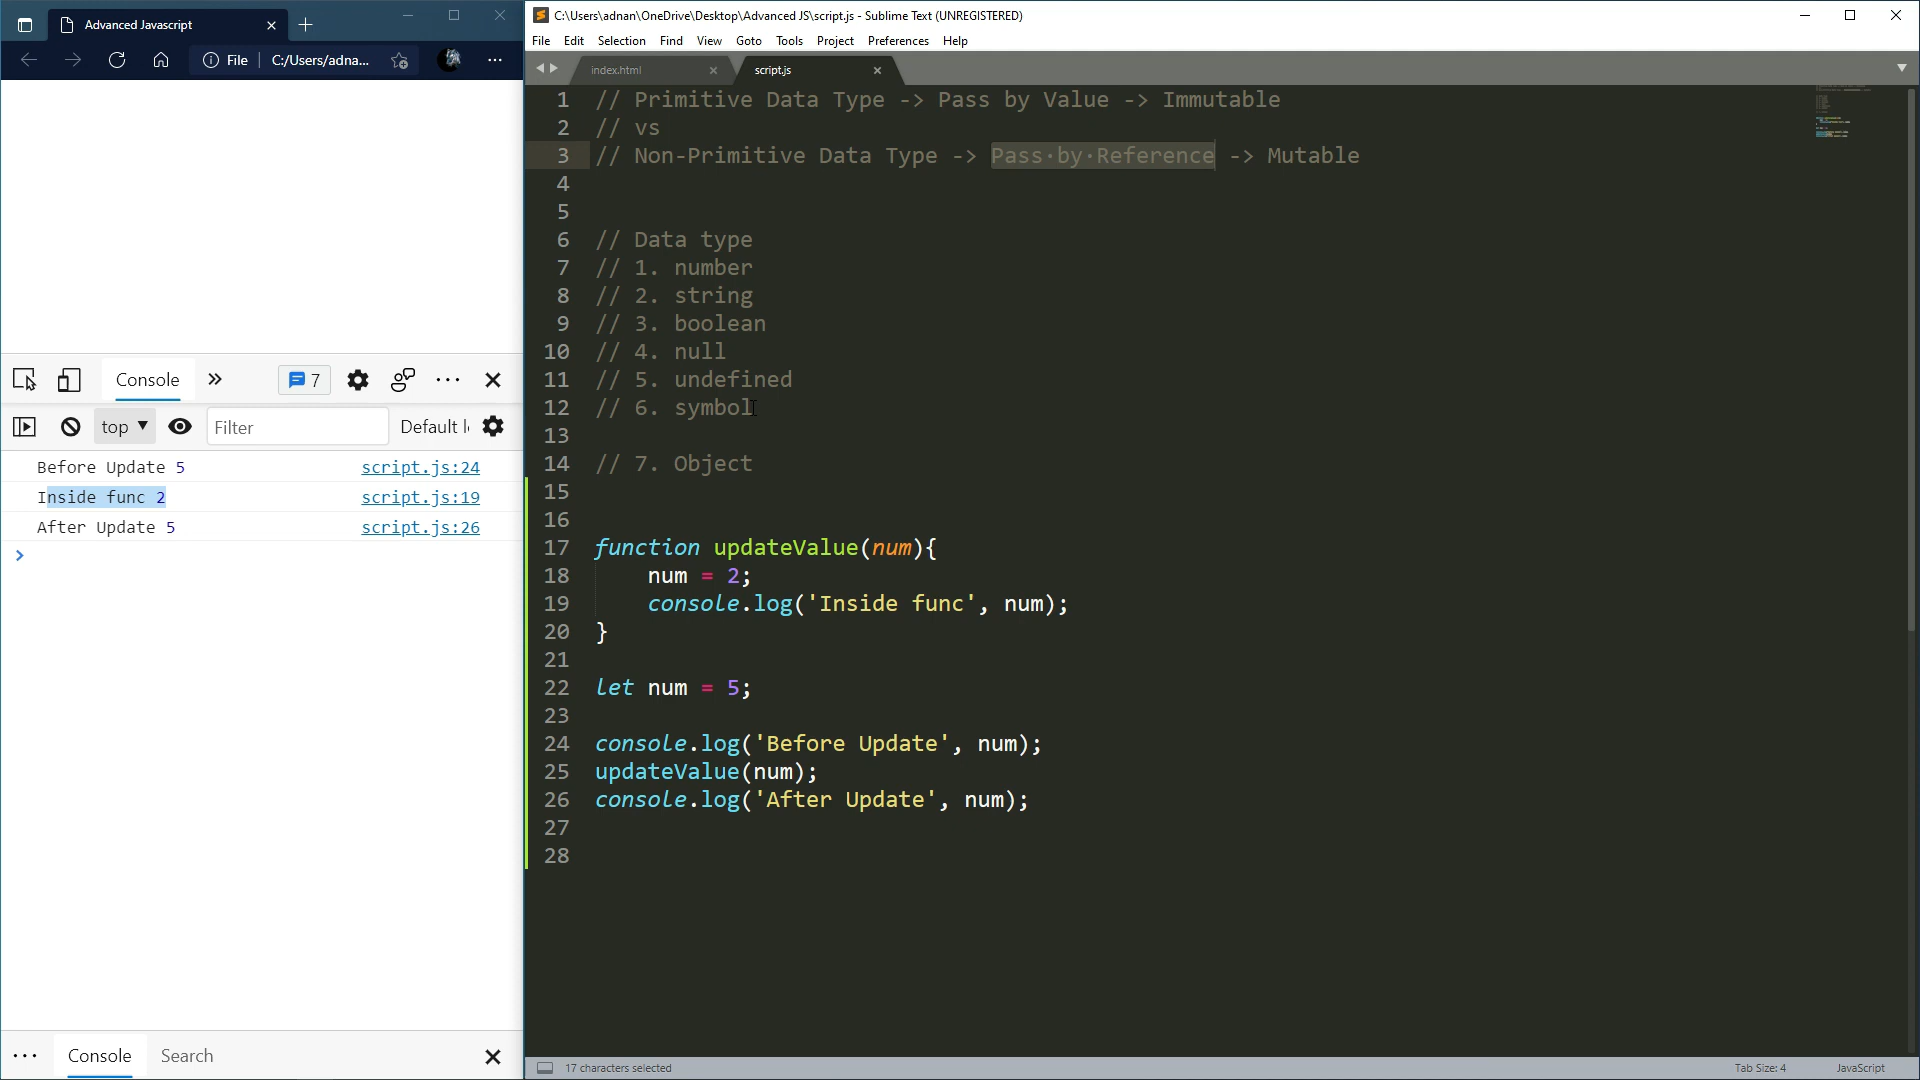 Advanced Javascript
File
C:/Users/adna...
Console
7
top
Filter
Default l
Before Update 5 script.js:24
Inside func 2 script.js:19
After Update 5 script.js:26
Console
Search
C:\Users\adnan\OneDrive\Desktop\Advanced JS\script.js - Sublime Text (UNREGISTERED)
File Edit Selection Find View Goto Tools Project Preferences Help
index.html
script.js
1 // Primitive Data Type -> Pass by Value -> Immutable
2 // vs
3 // Non-Primitive Data Type -> Pass·by·Reference -> Mutable
4
5
6 // Data type
7 // 1. number
8 // 2. string
9 // 3. boolean
10 // 4. null
11 // 5. undefined
12 // 6. symbol
13
14 // 7. Object
15
16
17 function updateValue(num){
18 num = 2;
19 console.log('Inside func', num);
20 }
21
22 let num = 5;
23
24 console.log('Before Update', num);
25 updateValue(num);
26 console.log('After Update', num);
27
28
17 characters selected
Tab Size: 4
JavaScript